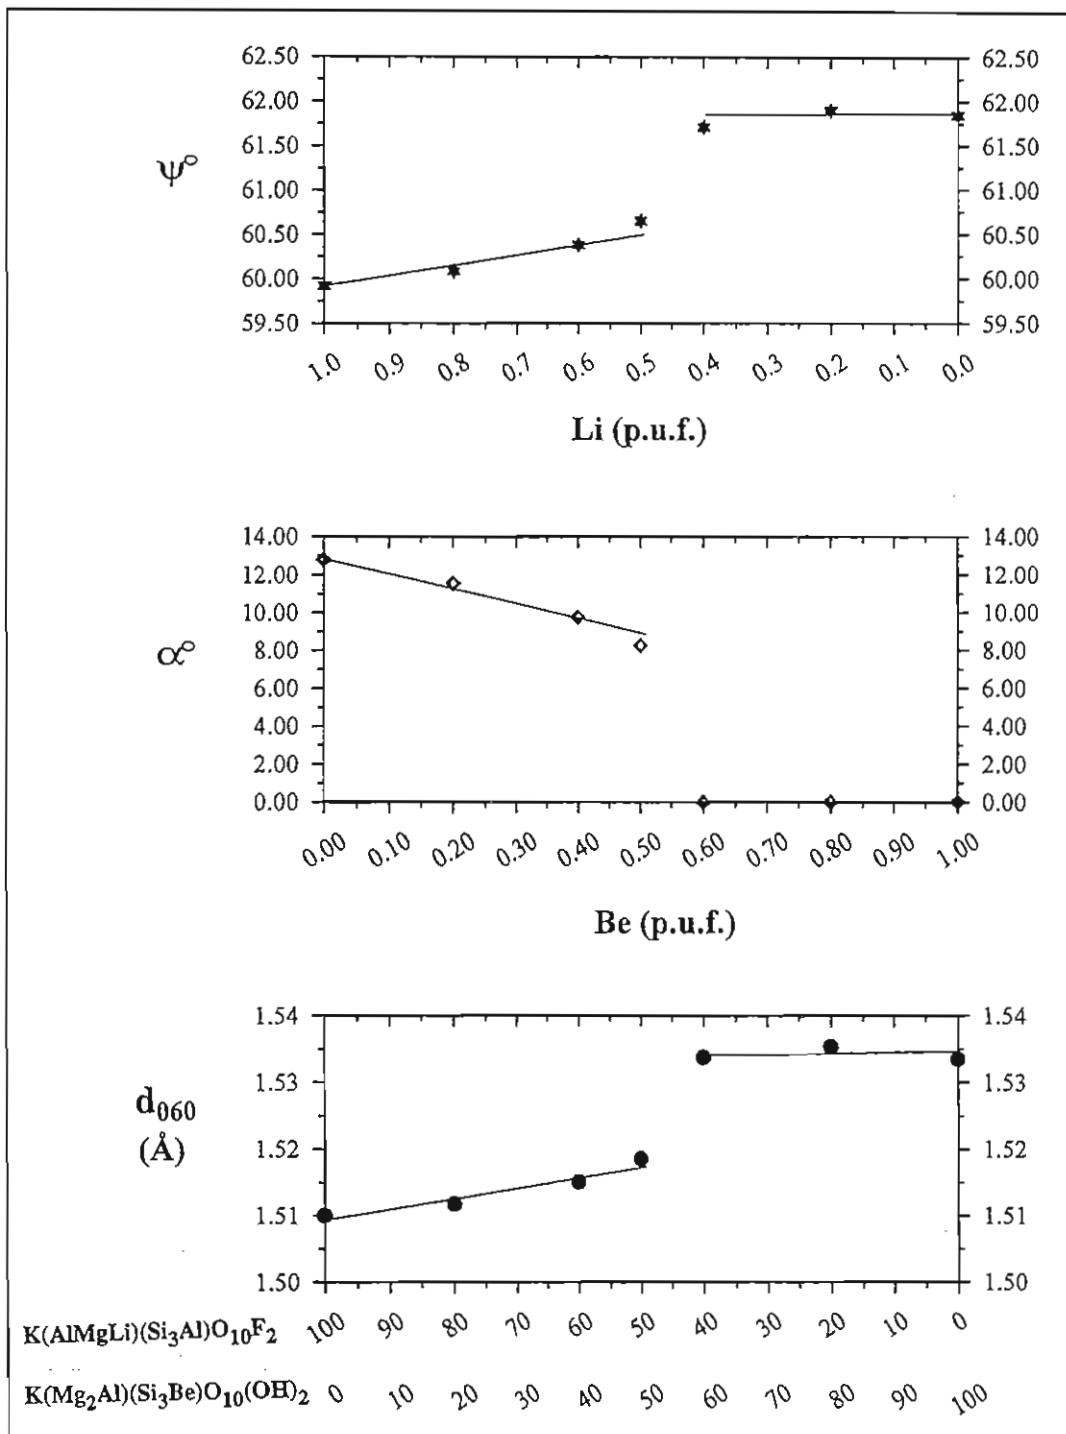 62.50 62.50
62.00 62.00
61.50 61.50
ψ°
61.00 61.00
60.50 60.50
60.00 60.00
59.50 59.50
1.0 0.9 0.8 0.7 0.6 0.5 0.4 0.3 0.2 0.1 0.0
Li (p.u.f.)
14.00 14.00
12.00 12.00
10.00 10.00
α°
8.00 8.00
6.00 6.00
4.00 4.00
2.00 2.00
0.00 0.00
0.00 0.10 0.20 0.30 0.40 0.50 0.60 0.70 0.80 0.90 1.00
Be (p.u.f.)
1.54 1.54
1.53 1.53
d₀₆₀
(Å)
1.52 1.52
1.51 1.51
1.50 1.50
K(AlMgLi)(Si₃Al)O₁₀F₂ 100 90 80 70 60 50 40 30 20 10 0
K(Mg₂Al)(Si₃Be)O₁₀(OH)₂ 0 10 20 30 40 50 60 70 80 90 100